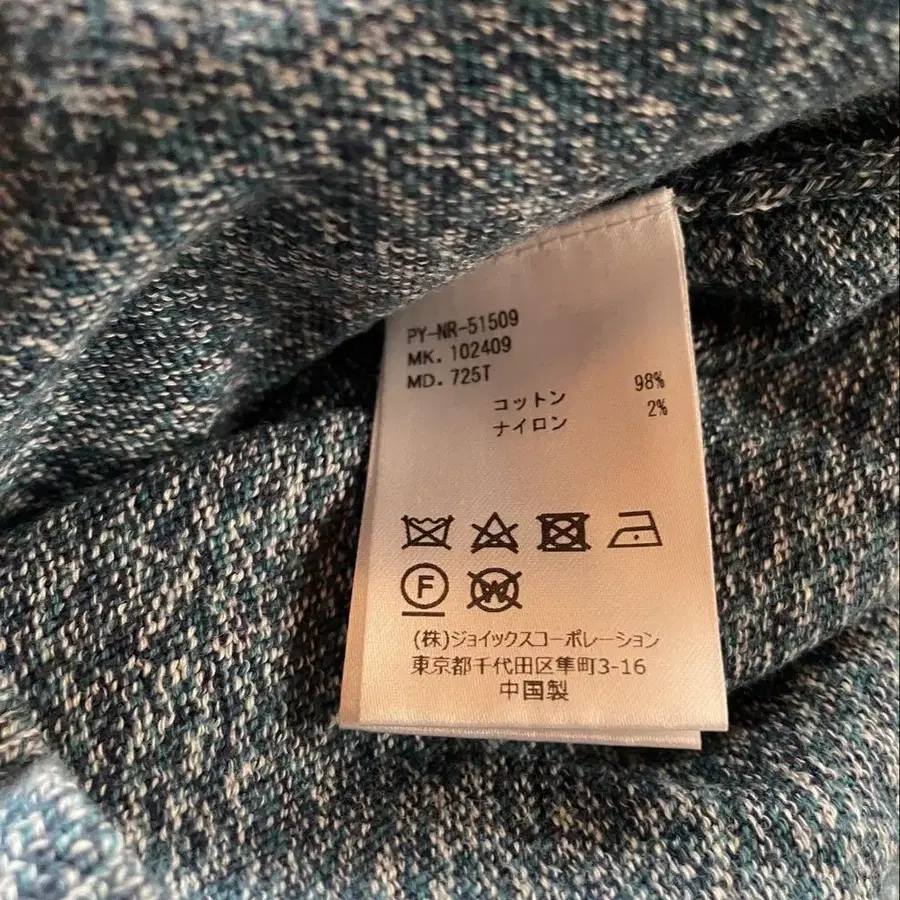 PY-NR-51509
MK. 102409
MD. 725T
コットン 98%
ナイロン 2%
F
W
(株)ジョイックスコーポレーション
東京都千代田区隼町3-16
中国製